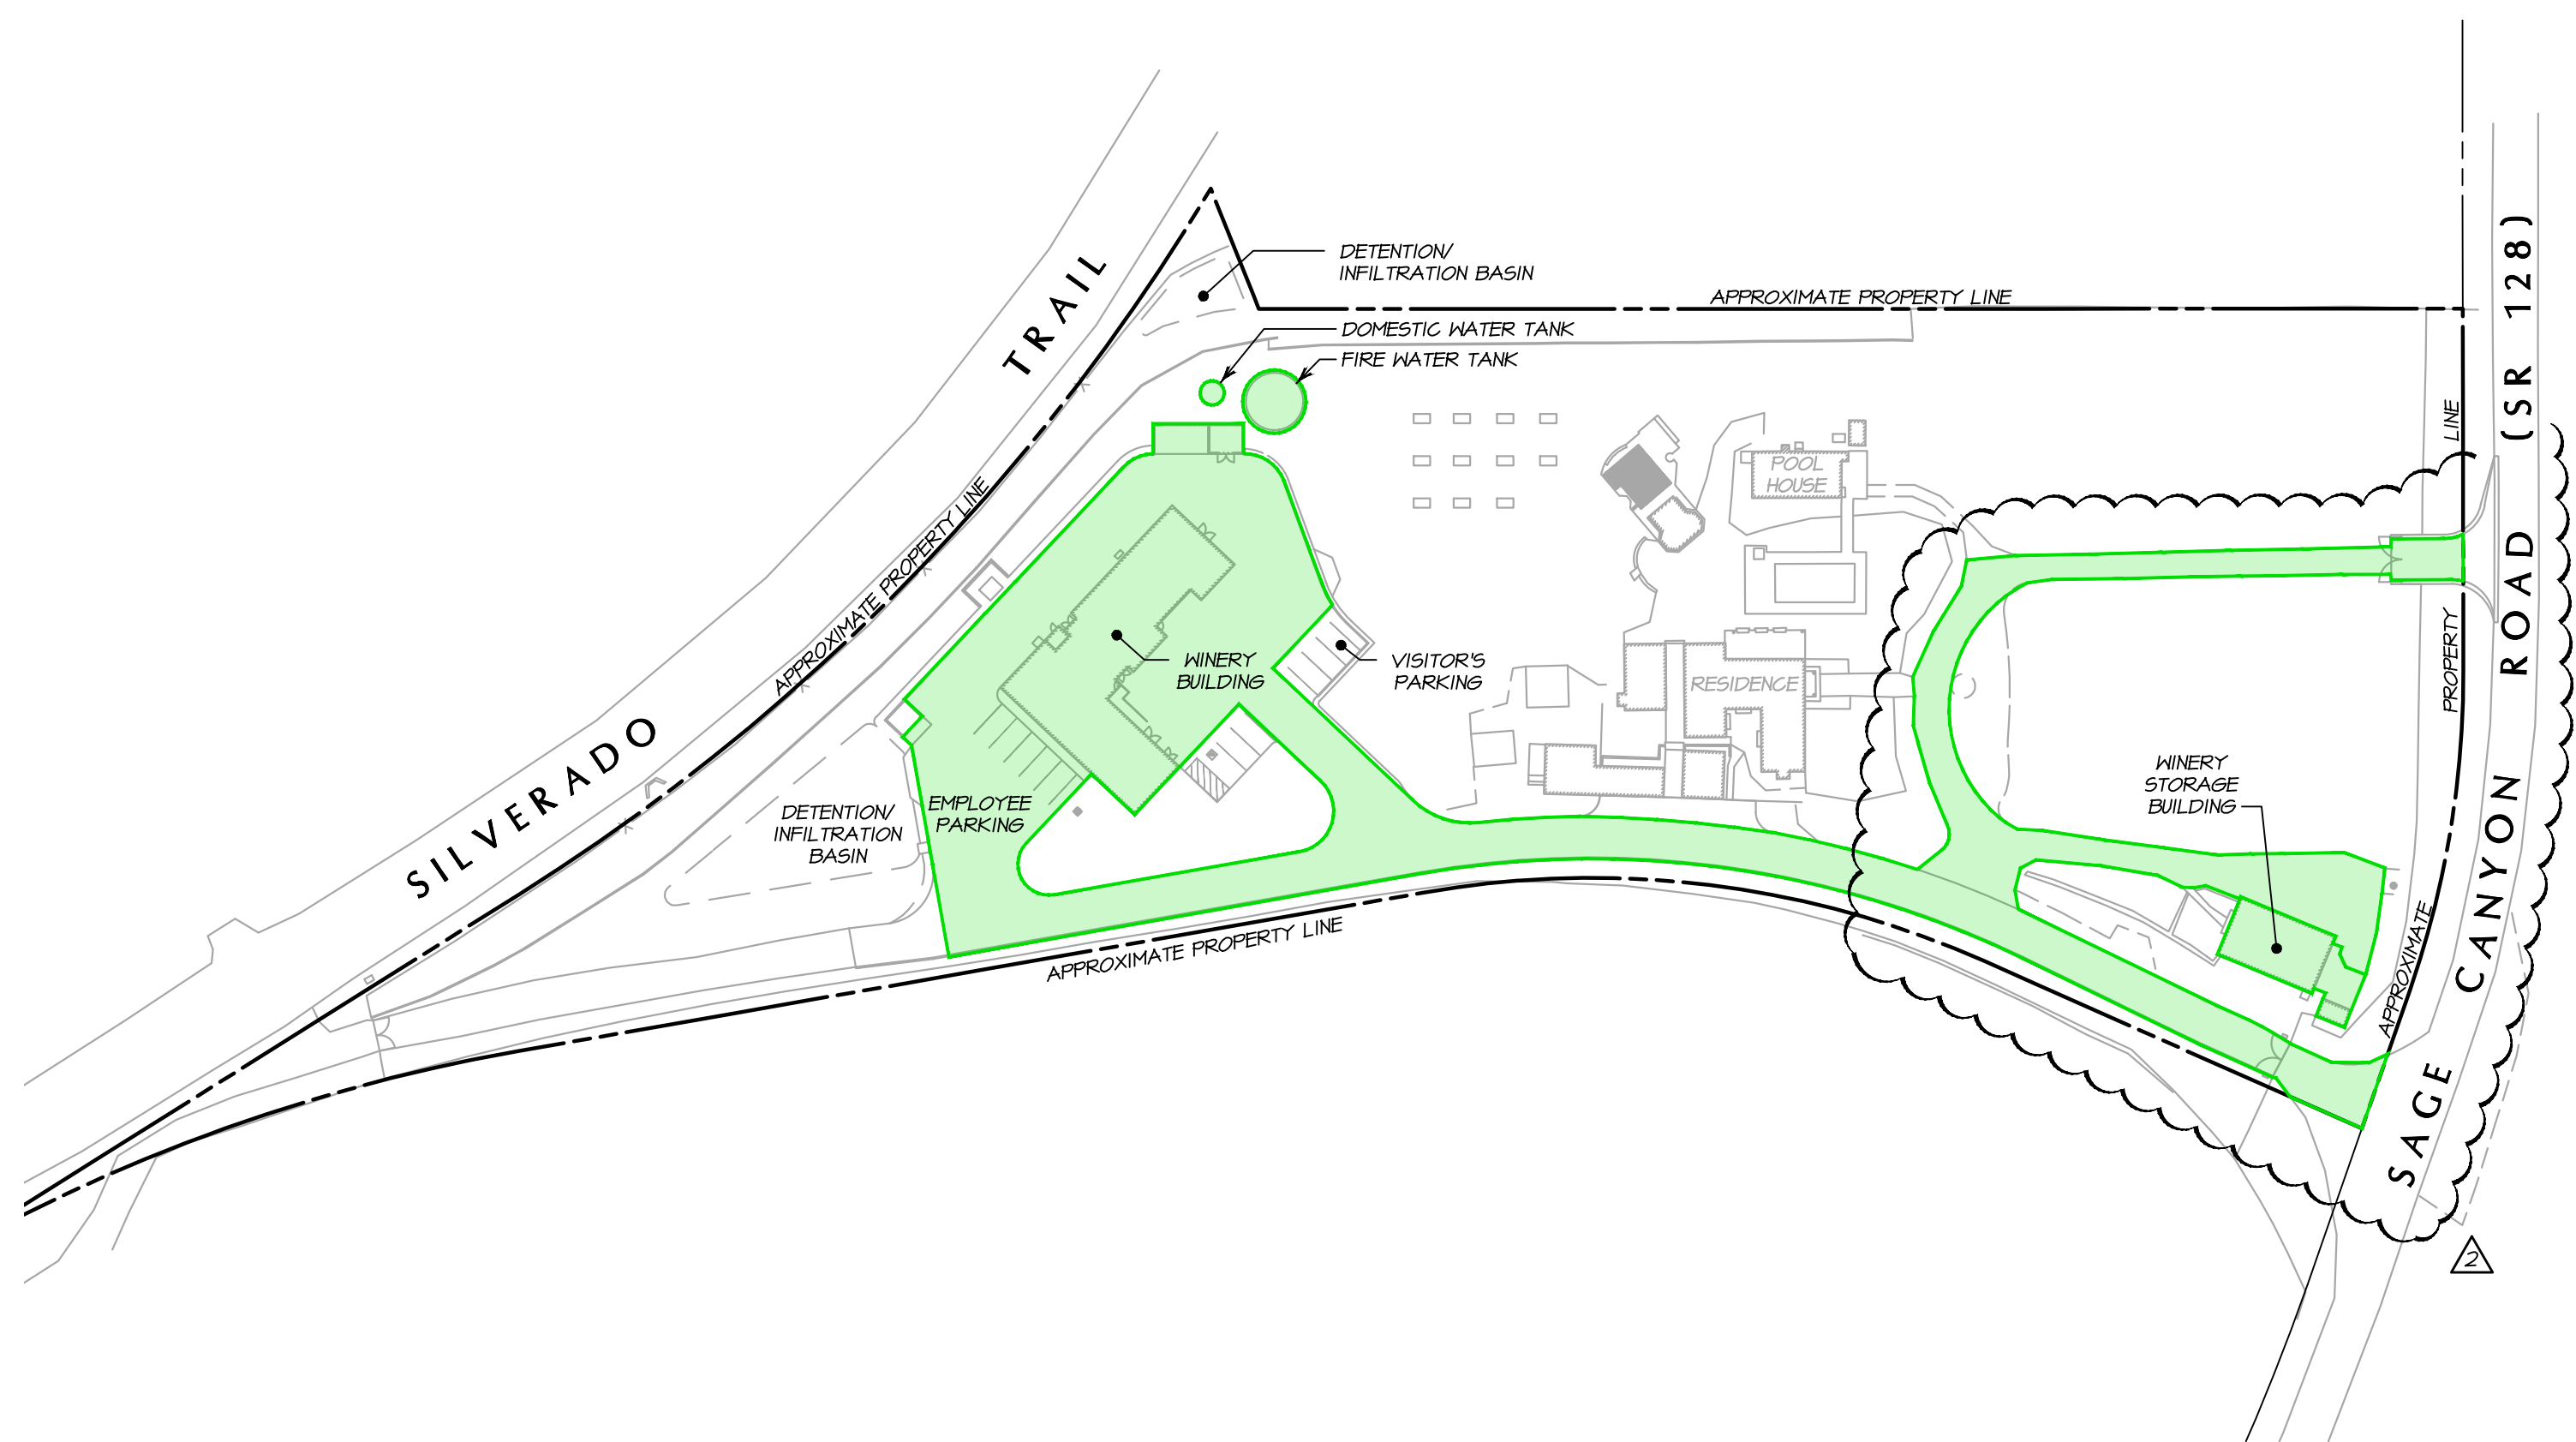 DETENTION/
INFILTRATION BASIN
APPROXIMATE PROPERTY LINE
DOMESTIC WATER TANK
FIRE WATER TANK
SILVERADO TRAIL
APPROXIMATE PROPERTY LINE
POOL
HOUSE
WINERY
BUILDING
VISITOR'S
PARKING
RESIDENCE
DETENTION/
INFILTRATION
BASIN
EMPLOYEE
PARKING
WINERY
STORAGE
BUILDING
APPROXIMATE PROPERTY LINE
APPROXIMATE PROPERTY LINE
SAGE CANYON ROAD (SR 128)
2